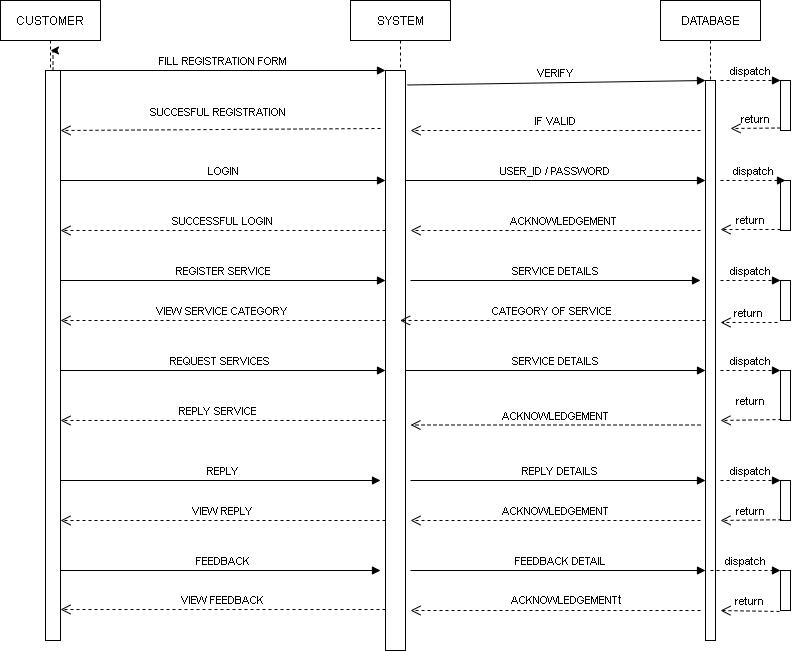 CUSTOMER
SYSTEM
DATABASE
FILL REGISTRATION FORM
VERIFY
dispatch
SUCCESFUL REGISTRATION
IF VALID
return
LOGIN
USER_ID / PASSWORD
dispatch
SUCCESSFUL LOGIN
ACKNOWLEDGEMENT
return
REGISTER SERVICE
SERVICE DETAILS
dispatch
VIEW SERVICE CATEGORY
CATEGORY OF SERVICE
return
REQUEST SERVICES
SERVICE DETAILS
dispatch
REPLY SERVICE
ACKNOWLEDGEMENT
return
REPLY
REPLY DETAILS
dispatch
VIEW REPLY
ACKNOWLEDGEMENT
return
FEEDBACK
FEEDBACK DETAIL
dispatch
VIEW FEEDBACK
ACKNOWLEDGEMENTt
return